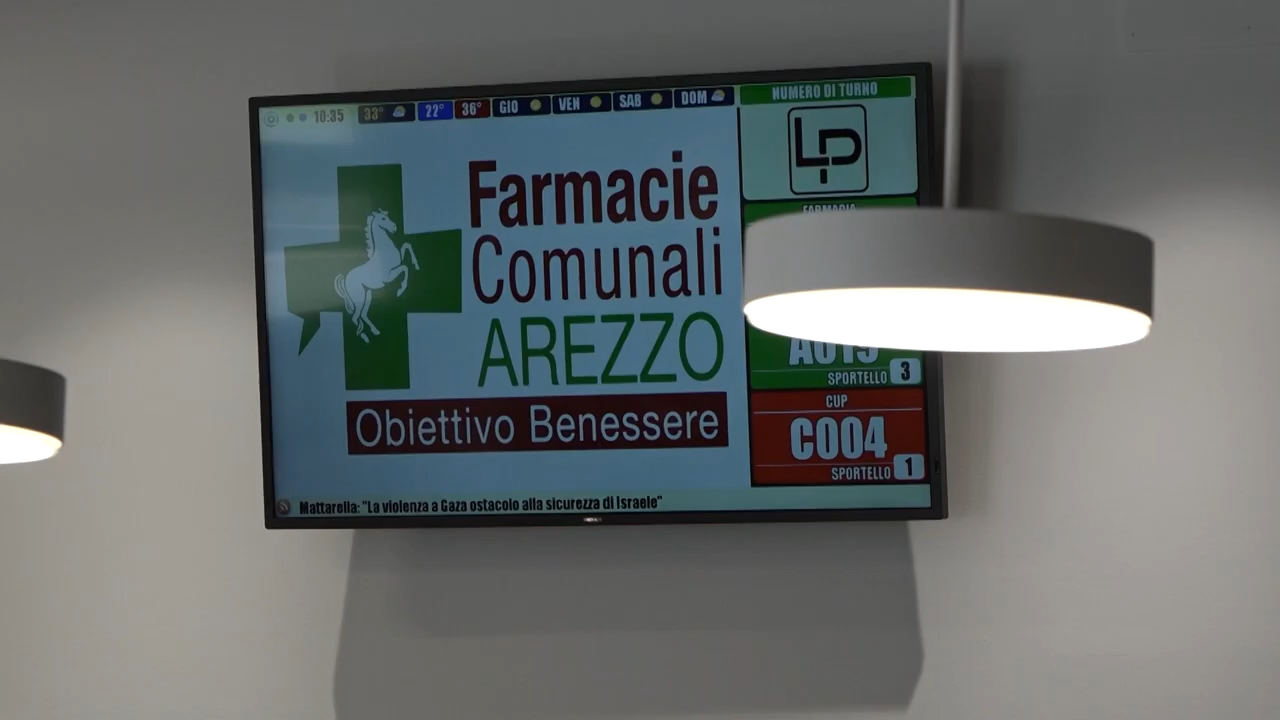 10:35 33° 22° 36° GIO VEN SAB DOM
NUMERO DI TURNO
LP
Farmacie
Comunali
AREZZO
Obiettivo Benessere
FARMACIA
SPORTELLO 3
CUP
C004
SPORTELLO 1
Mattarella: "La violenza a Gaza ostacolo alla sicurezza di Israele"